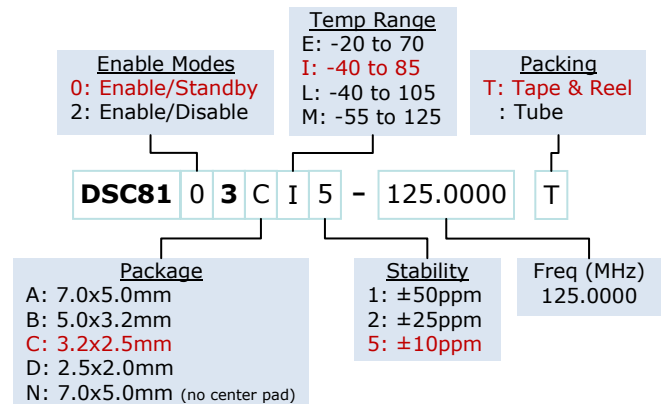 Temp Range
E: -20 to 70
I: -40 to 85
L: -40 to 105
M: -55 to 125
Enable Modes
0: Enable/Standby
2: Enable/Disable
Packing
T: Tape & Reel
: Tube
DSC81 0 3 C I 5 – 125.0000 T
Package
A: 7.0x5.0mm
B: 5.0x3.2mm
C: 3.2x2.5mm
D: 2.5x2.0mm
N: 7.0x5.0mm (no center pad)
Stability
1: ±50ppm
2: ±25ppm
5: ±10ppm
Freq (MHz)
125.0000